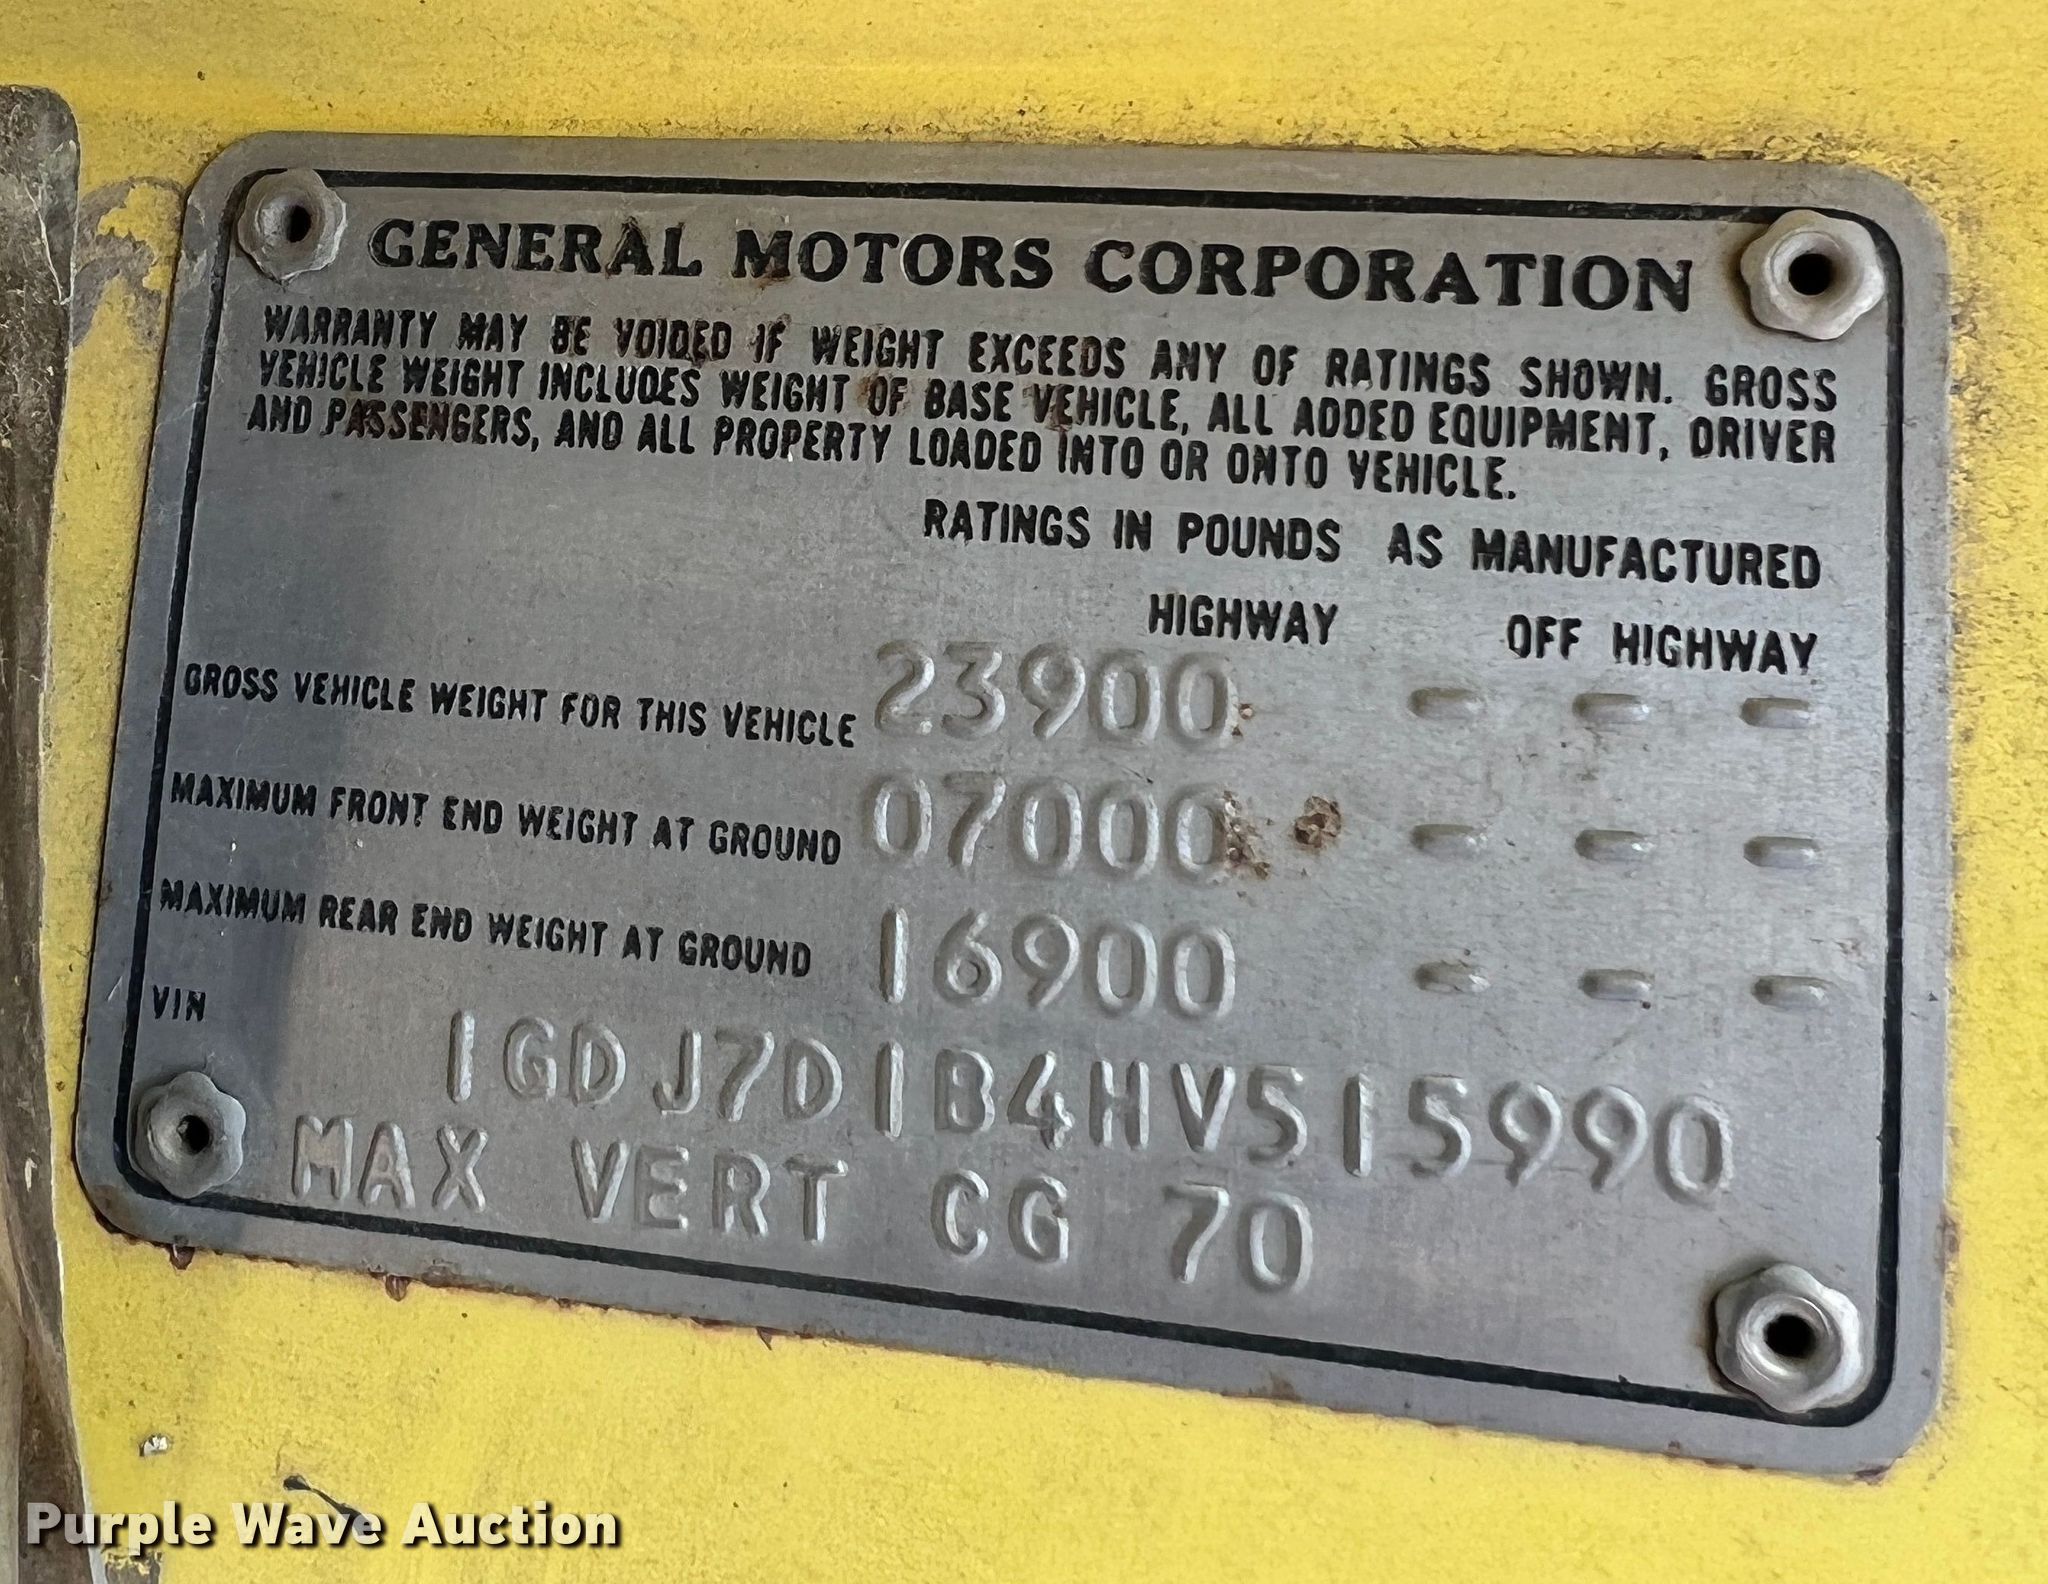 GENERAL MOTORS CORPORATION
WARRANTY MAY BE VOIDED IF WEIGHT EXCEEDS ANY OF RATINGS SHOWN. GROSS
VEHICLE WEIGHT INCLUDES WEIGHT OF BASE VEHICLE, ALL ADDED EQUIPMENT, DRIVER
AND PASSENGERS, AND ALL PROPERTY LOADED INTO OR ONTO VEHICLE.
RATINGS IN POUNDS AS MANUFACTURED
HIGHWAY OFF HIGHWAY
GROSS VEHICLE WEIGHT FOR THIS VEHICLE 23900 - - -
MAXIMUM FRONT END WEIGHT AT GROUND 07000 - - -
MAXIMUM REAR END WEIGHT AT GROUND 16900 - - -
VIN 1GDJ7D1B4HV515990
MAX VERT CG 70
Purple Wave Auction